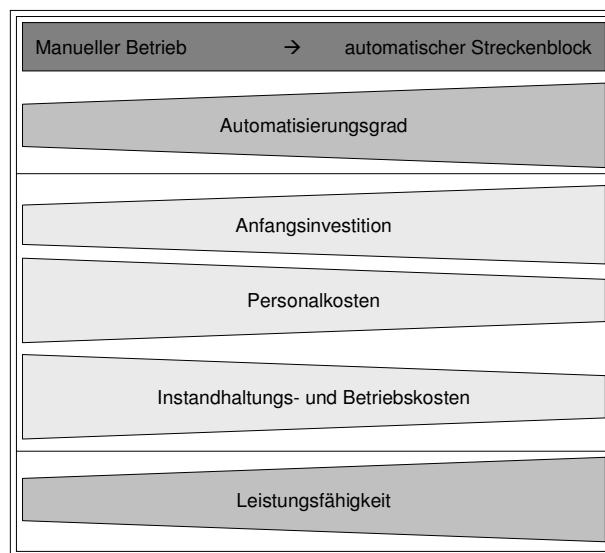 Manueller Betrieb → automatischer Streckenblock
Automatisierungsgrad
Anfangsinvestition
Personalkosten
Instandhaltungs- und Betriebskosten
Leistungsfähigkeit